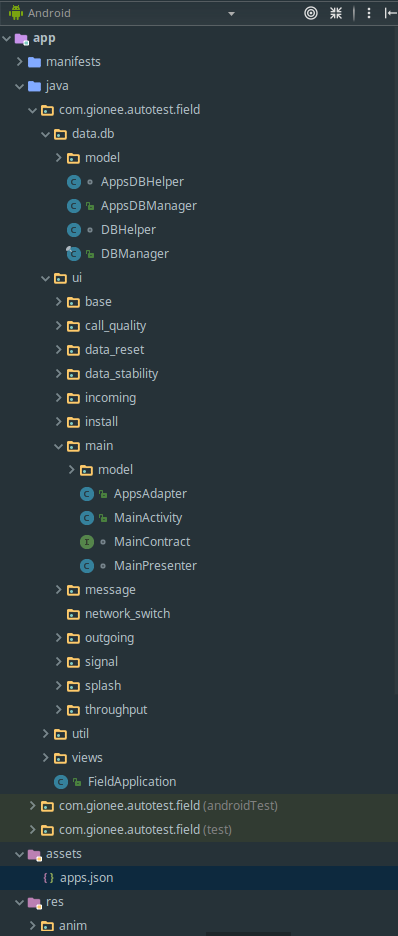 Android
app
manifests
java
com.gionee.autotest.field
data.db
model
AppsDBHelper
AppsDBManager
DBHelper
DBManager
ui
base
call_quality
data_reset
data_stability
incoming
install
main
model
AppsAdapter
MainActivity
MainContract
MainPresenter
message
network_switch
outgoing
signal
splash
throughput
util
views
FieldApplication
com.gionee.autotest.field (androidTest)
com.gionee.autotest.field (test)
assets
apps.json
res
anim